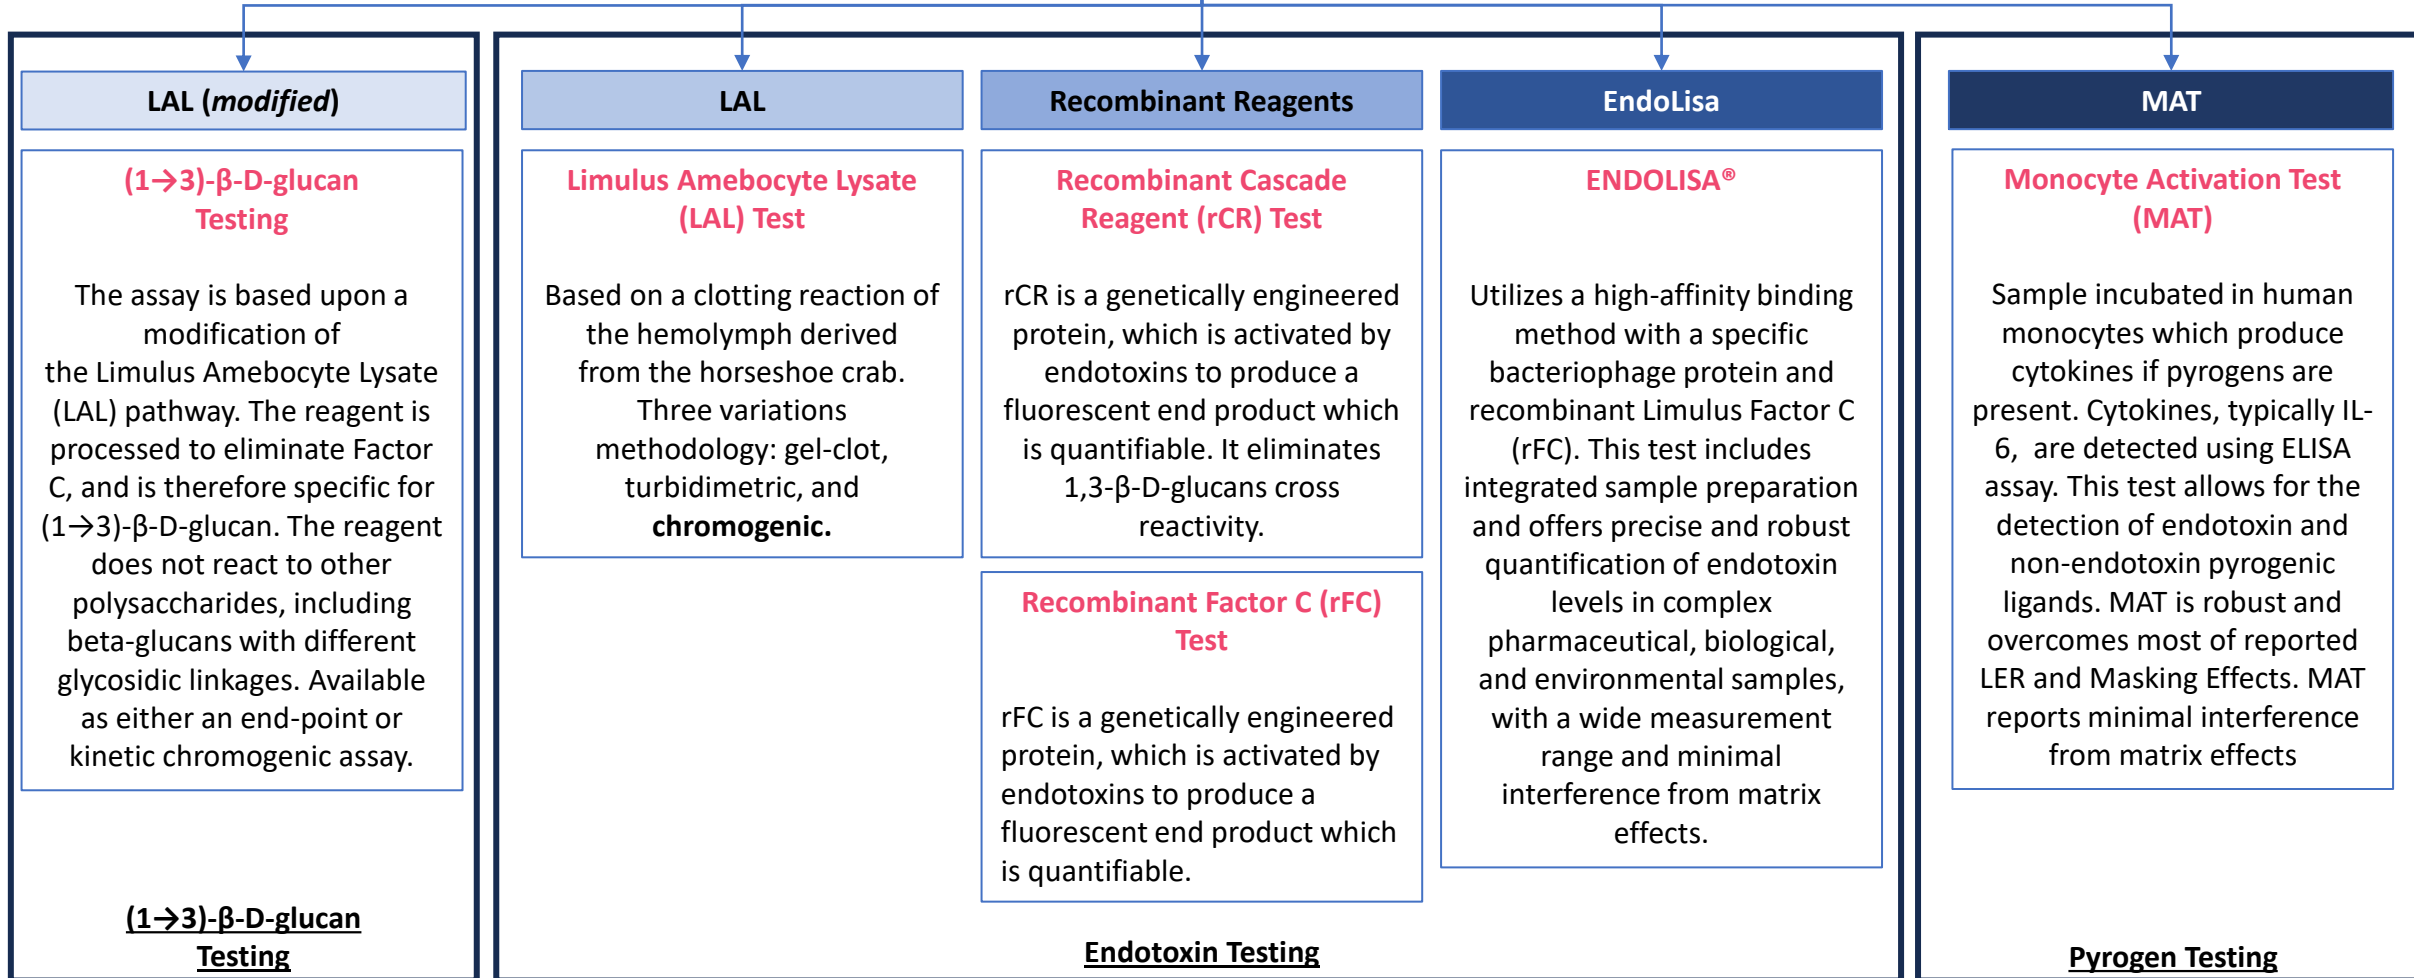 LAL (modified)
(1→3)-β-D-glucan
Testing
The assay is based upon a
modification of
the Limulus Amebocyte Lysate
(LAL) pathway. The reagent is
processed to eliminate Factor
C, and is therefore specific for
(1→3)-β-D-glucan. The reagent
does not react to other
polysaccharides, including
beta-glucans with different
glycosidic linkages. Available
as either an end-point or
kinetic chromogenic assay.
(1→3)-β-D-glucan
Testing
LAL
Limulus Amebocyte Lysate
(LAL) Test
Based on a clotting reaction of
the hemolymph derived
from the horseshoe crab.
Three variations
methodology: gel-clot,
turbidimetric, and
chromogenic.
Recombinant Reagents
Recombinant Cascade
Reagent (rCR) Test
rCR is a genetically engineered
protein, which is activated by
endotoxins to produce a
fluorescent end product which
is quantifiable. It eliminates
1,3-β-D-glucans cross
reactivity.
Recombinant Factor C (rFC)
Test
rFC is a genetically engineered
protein, which is activated by
endotoxins to produce a
fluorescent end product which
is quantifiable.
EndoLisa
ENDOLISA®
Utilizes a high-affinity binding
method with a specific
bacteriophage protein and
recombinant Limulus Factor C
(rFC). This test includes
integrated sample preparation
and offers precise and robust
quantification of endotoxin
levels in complex
pharmaceutical, biological,
and environmental samples,
with a wide measurement
range and minimal
interference from matrix
effects.
Endotoxin Testing
MAT
Monocyte Activation Test
(MAT)
Sample incubated in human
monocytes which produce
cytokines if pyrogens are
present. Cytokines, typically IL-
6,  are detected using ELISA
assay. This test allows for the
detection of endotoxin and
non-endotoxin pyrogenic
ligands. MAT is robust and
overcomes most of reported
LER and Masking Effects. MAT
reports minimal interference
from matrix effects
Pyrogen Testing